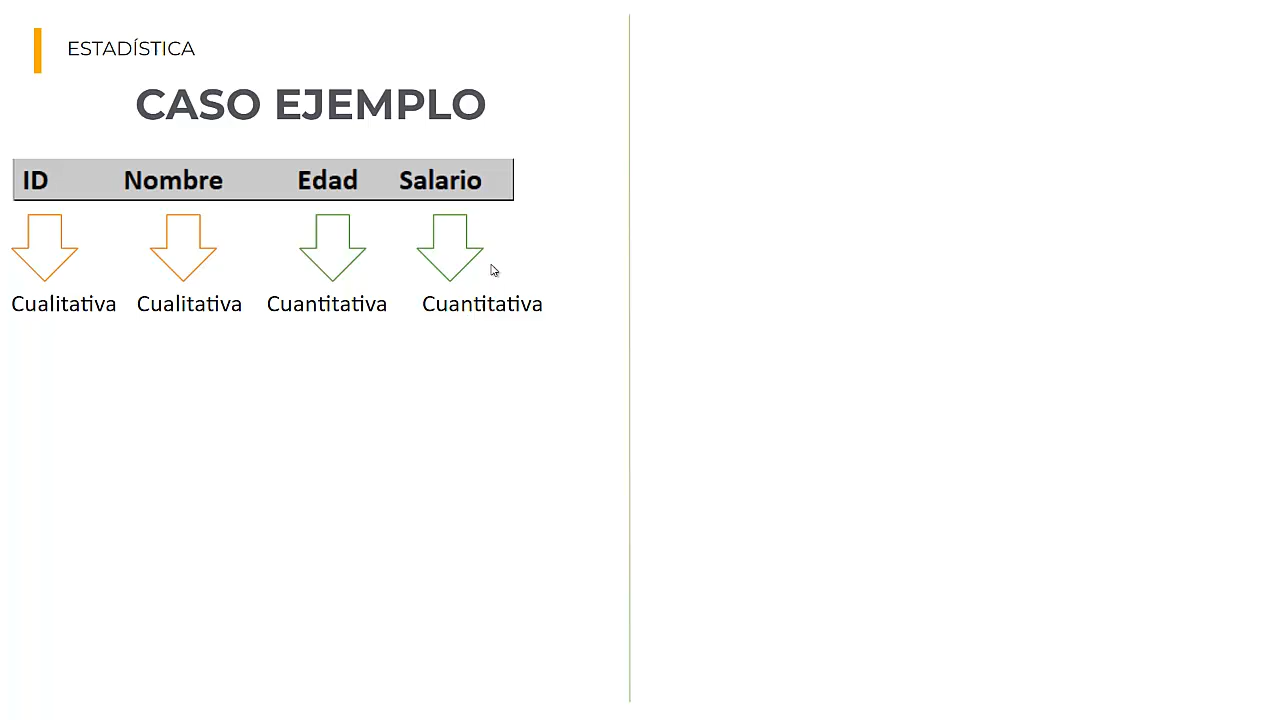 ESTADÍSTICA
CASO EJEMPLO
ID Nombre Edad Salario
Cualitativa Cualitativa Cuantitativa Cuantitativa